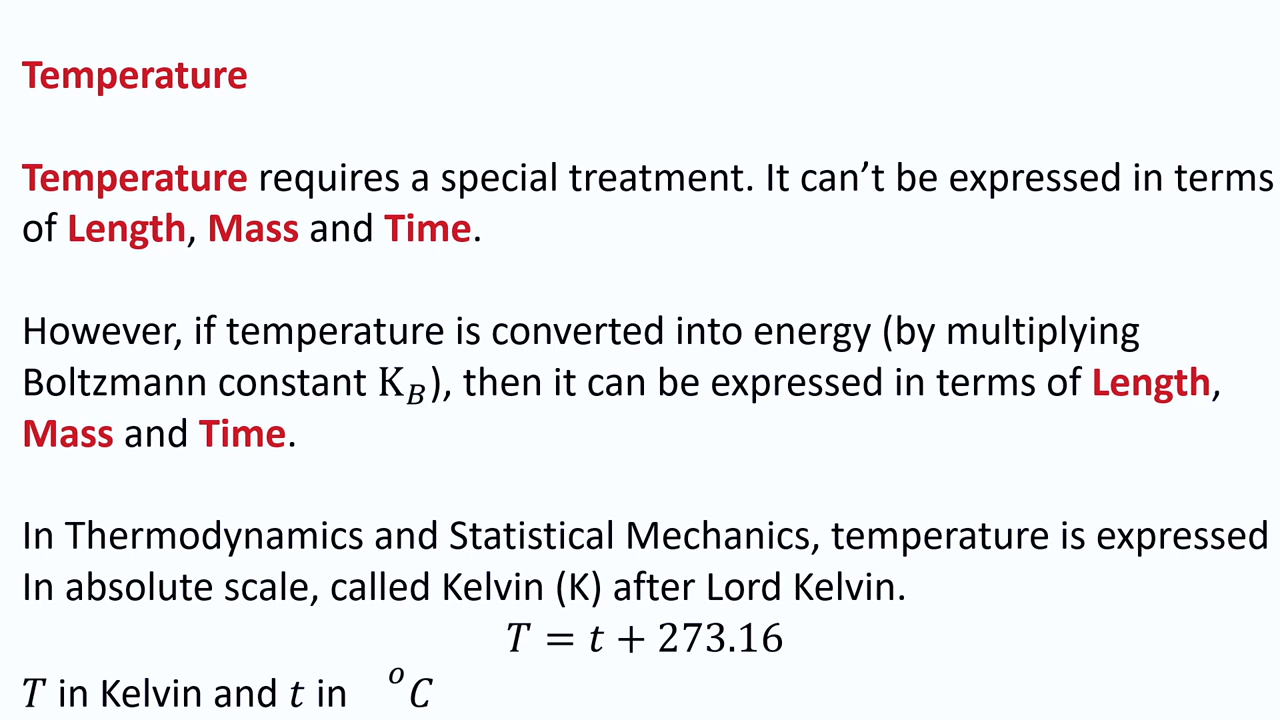 Temperature
Temperature requires a special treatment. It can’t be expressed in terms
of Length, Mass and Time.
However, if temperature is converted into energy (by multiplying
Boltzmann constant K_B), then it can be expressed in terms of Length,
Mass and Time.
In Thermodynamics and Statistical Mechanics, temperature is expressed
In absolute scale, called Kelvin (K) after Lord Kelvin.
T = t + 273.16
T in Kelvin and t in °C